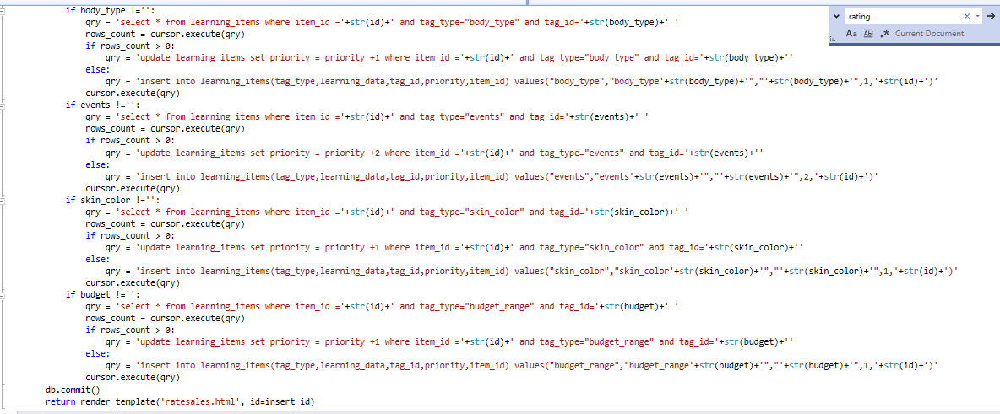 if body_type !='':
qry = 'select * from learning_items where item_id ='+str(id)+' and tag_type="body_type" and tag_id='+str(body_type)+' '
rows_count = cursor.execute(qry)
if rows_count > 0:
qry = 'update learning_items set priority = priority +1 where item_id ='+str(id)+' and tag_type="body_type" and tag_id='+str(body_type)+''
else:
qry = 'insert into learning_items(tag_type,learning_data,tag_id,priority,item_id) values("body_type","body_type'+str(body_type)+'","'+str(body_type)+'",1,'+str(id)+')'
cursor.execute(qry)
if events !='':
qry = 'select * from learning_items where item_id ='+str(id)+' and tag_type="events" and tag_id='+str(events)+' '
rows_count = cursor.execute(qry)
if rows_count > 0:
qry = 'update learning_items set priority = priority +2 where item_id ='+str(id)+' and tag_type="events" and tag_id='+str(events)+''
else:
qry = 'insert into learning_items(tag_type,learning_data,tag_id,priority,item_id) values("events","events'+str(events)+'","'+str(events)+'",2,'+str(id)+')'
cursor.execute(qry)
if skin_color !='':
qry = 'select * from learning_items where item_id ='+str(id)+' and tag_type="skin_color" and tag_id='+str(skin_color)+' '
rows_count = cursor.execute(qry)
if rows_count > 0:
qry = 'update learning_items set priority = priority +1 where item_id ='+str(id)+' and tag_type="skin_color" and tag_id='+str(skin_color)+''
else:
qry = 'insert into learning_items(tag_type,learning_data,tag_id,priority,item_id) values("skin_color","skin_color'+str(skin_color)+'","'+str(skin_color)+'",1,'+str(id)+')'
cursor.execute(qry)
if budget !='':
qry = 'select * from learning_items where item_id ='+str(id)+' and tag_type="budget_range" and tag_id='+str(budget)+' '
rows_count = cursor.execute(qry)
if rows_count > 0:
qry = 'update learning_items set priority = priority +1 where item_id ='+str(id)+' and tag_type="budget_range" and tag_id='+str(budget)+''
else:
qry = 'insert into learning_items(tag_type,learning_data,tag_id,priority,item_id) values("budget_range","budget_range'+str(budget)+'","'+str(budget)+'",1,'+str(id)+')'
cursor.execute(qry)
db.commit()
return render_template('ratesales.html', id=insert_id)
rating
Aa Ab .* Current Document